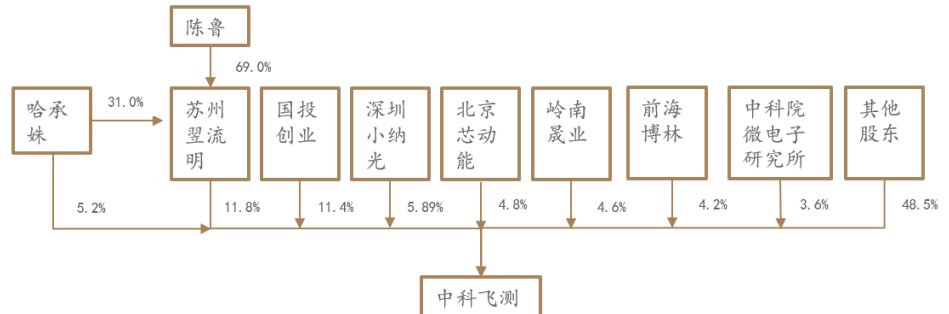 陈鲁
69.0%
哈承
姝
31.0%
苏州
翌流
明
国投
创业
深圳
小纳
光
北京
芯动
能
岭南
晟业
前海
博林
中科院
微电子
研究所
其他
股东
5.2%
11.8%
11.4%
5.89%
4.8%
4.6%
4.2%
3.6%
48.5%
中科飞测